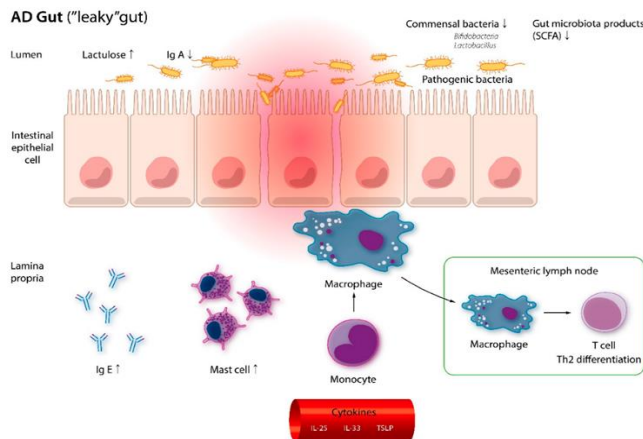 AD Gut ("leaky"gut)
Commensal bacteria ↓
Bifidobacteria
Lactobacillus
Gut microbiota products
(SCFA) ↓
Lumen
Lactulose ↑
Ig A ↓
Pathogenic bacteria
Intestinal
epithelial
cell
Lamina
propria
Macrophage
Mesenteric lymph node
Macrophage
T cell
Th2 differentiation
Ig E ↑
Mast cell ↑
Monocyte
Cytokines
IL-25 IL-33 TSLP